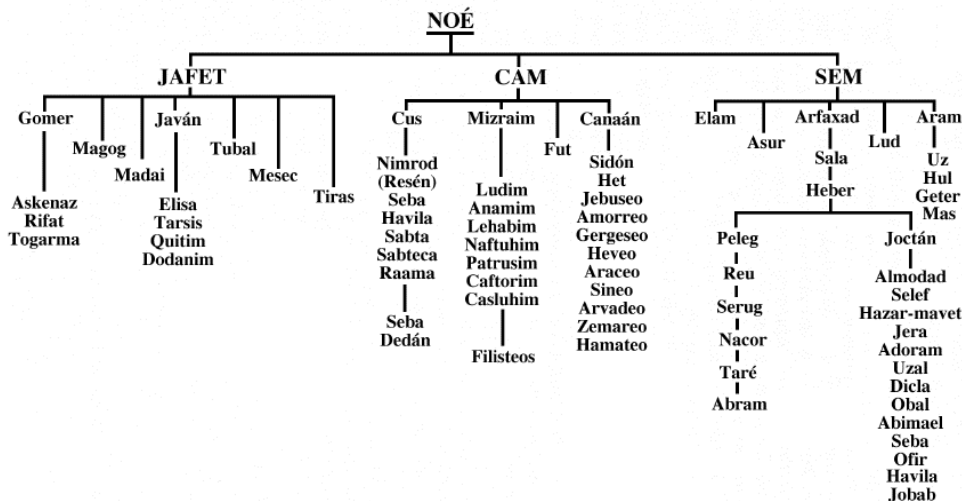 NOÉ
JAFET
CAM
SEM
Gomer
Magog
Madai
Javán
Tubal
Mesec
Tiras
Askenaz
Rifat
Togarma
Elisa
Tarsis
Quitim
Dodanim
Cus
Mizraim
Fut
Canaán
Nimrod
(Resén)
Seba
Havila
Sabta
Sabteca
Raama
Seba
Dedán
Ludim
Anamim
Lehabim
Naftuhim
Patrusim
Caftorim
Casluhim
Filisteos
Sidón
Het
Jebuseo
Amorreo
Gergeseo
Heveo
Araceo
Sineo
Arvadeo
Zemareo
Hamateo
Elam
Asur
Arfaxad
Lud
Aram
Sala
Heber
Uz
Hul
Geter
Mas
Peleg
Reu
Serug
Nacor
Taré
Abram
Joctán
Almodad
Selef
Hazar-mavet
Jera
Adoram
Uzal
Dicla
Obal
Abimael
Seba
Ofir
Havila
Jobab